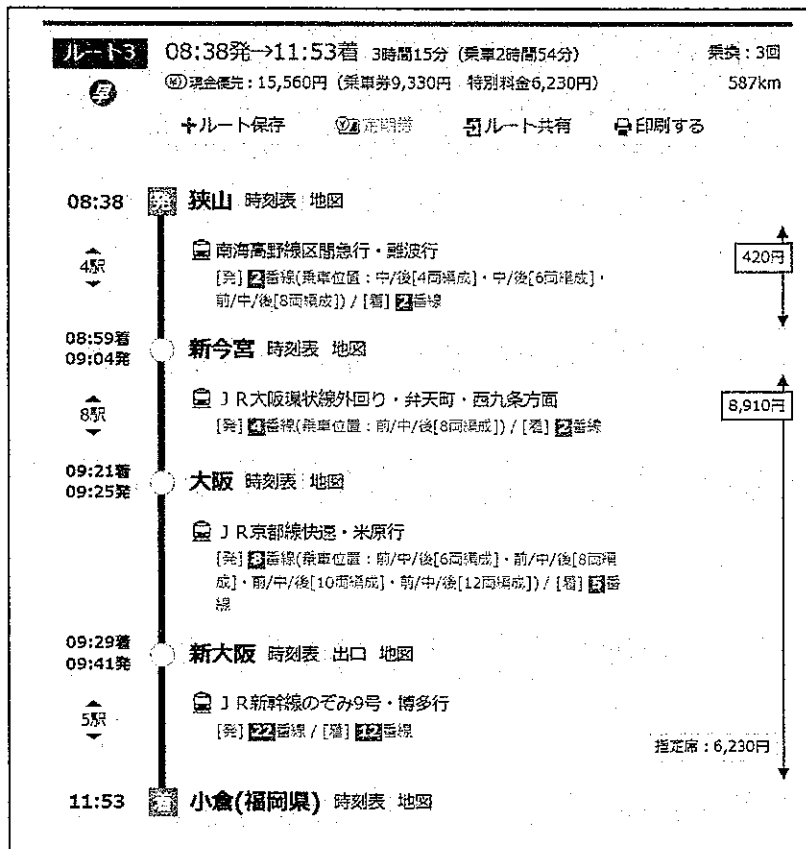 ルート3 08:38発→11:53着 3時間15分 (乗車2時間54分) 乗換：3回
早 現金優先：15,560円 (乗車券9,330円 特別料金6,230円) 587km
ルート保存 定期券 ルート共有 印刷する
08:38 発 狭山 時刻表 地図
4駅 南海高野線区間急行・難波行 420円
[発] 2番線(乗車位置：中/後[4両編成]・中/後[6両編成]・
前/中/後[8両編成]) / [着] 2番線
08:59着
09:04発 新今宮 時刻表 地図
8駅 ＪＲ大阪環状線外回り・弁天町・西九条方面 8,910円
[発] 4番線(乗車位置：前/中/後[8両編成]) / [着] 2番線
09:21着
09:25発 大阪 時刻表 地図
ＪＲ京都線快速・米原行
[発] 8番線(乗車位置：前/中/後[6両編成]・前/中/後[8両編
成]・前/中/後[10両編成]・前/中/後[12両編成]) / [着] 5番
線
09:29着
09:41発 新大阪 時刻表 出口 地図
5駅 ＪＲ新幹線のぞみ9号・博多行
[発] 22番線 / [着] 12番線
指定席：6,230円
11:53 着 小倉(福岡県) 時刻表 地図